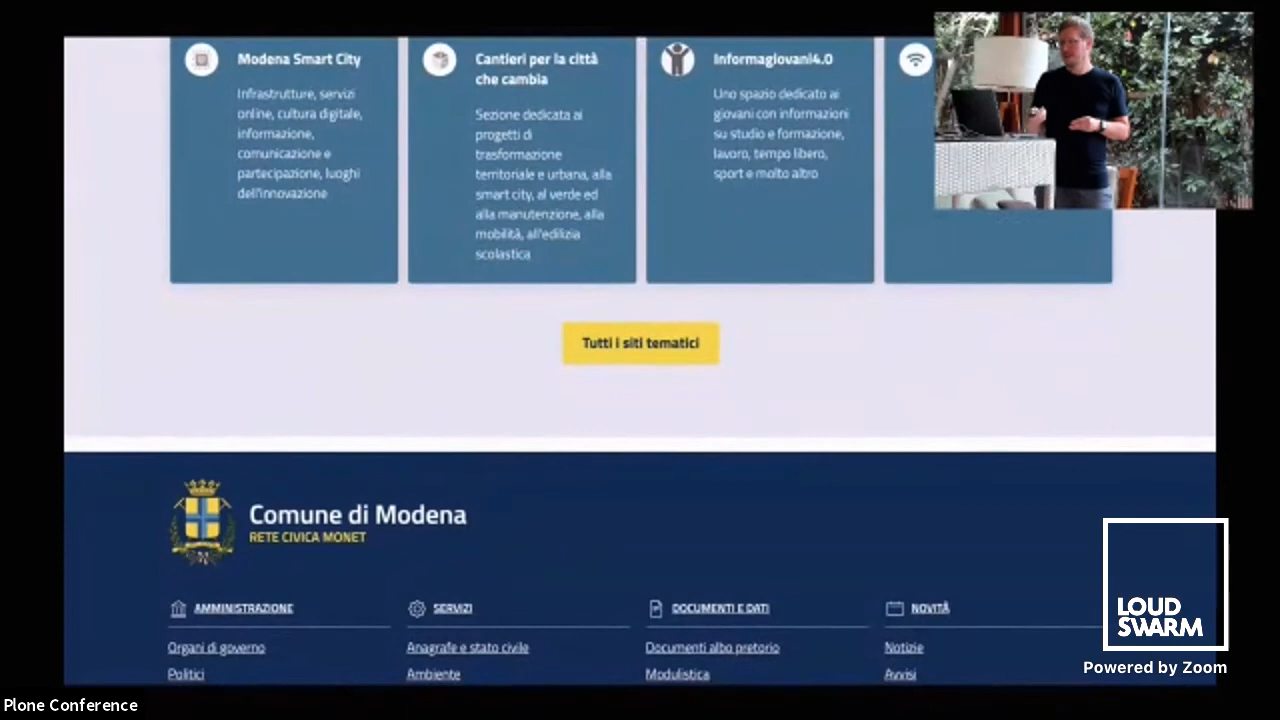 Modena Smart City
Infrastrutture, servizi
online, cultura digitale,
informazione,
comunicazione e
partecipazione, luoghi
dell'innovazione
Cantieri per la città
che cambia
Sezione dedicata ai
progetti di
trasformazione
territoriale e urbana, alla
smart city, al verde ed
alla manutenzione, alla
mobilità, all'edilizia
scolastica
Informagiovani4.0
Uno spazio dedicato ai
giovani con informazioni
su studio e formazione,
lavoro, tempo libero,
sport e molto altro
Tutti i siti tematici
Comune di Modena
RETE CIVICA MONET
AMMINISTRAZIONE
Organi di governo
Politici
SERVIZI
Anagrafe e stato civile
Ambiente
DOCUMENTI E DATI
Documenti albo pretorio
Modulistica
NOVITÀ
Notizie
Avvisi
LOUD
SWARM
Powered by Zoom
Plone Conference